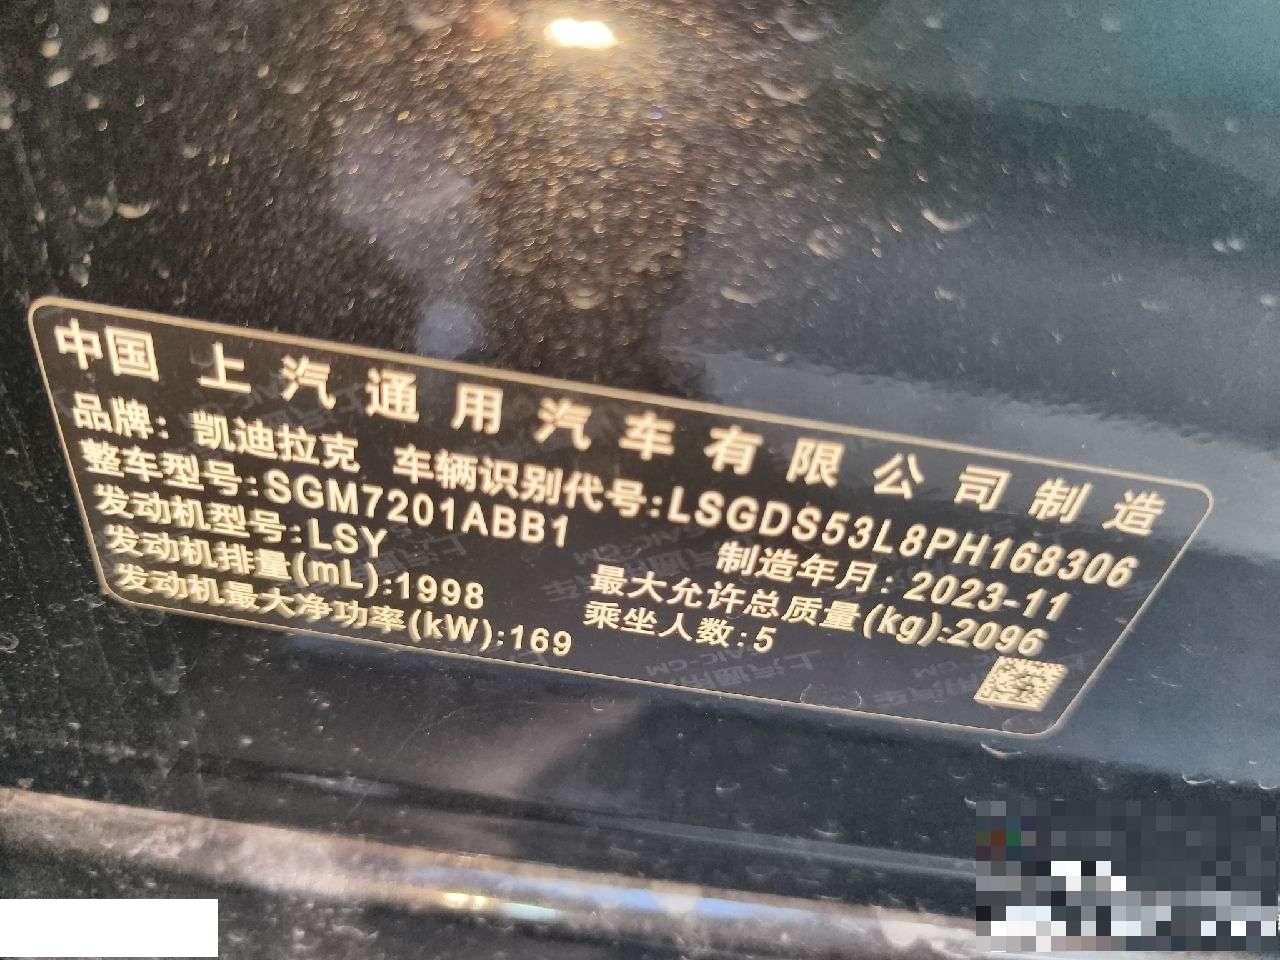 中国上汽通用汽车有限公司制造
品牌：凯迪拉克 车辆识别代号:LSGDS53L8PH168306
整车型号:SGM7201ABB1 制造年月：2023-11
发动机型号:LSY 最大允许总质量(kg):2096
发动机排量(mL):1998 乘坐人数:5
发动机最大净功率(kW):169